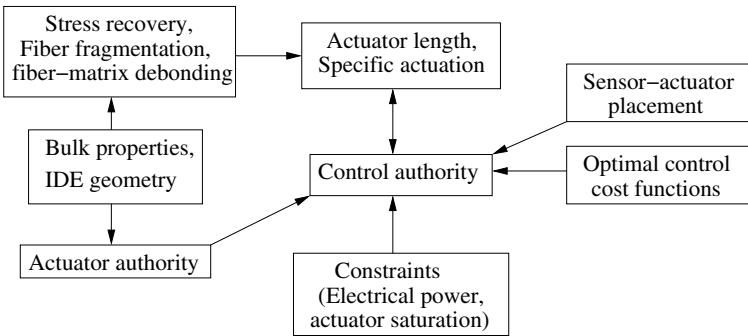 Stress recovery,
Fiber fragmentation,
fiber−matrix debonding
Actuator length,
Specific actuation
Sensor−actuator
placement
Bulk properties,
IDE geometry
Control authority
Optimal control
cost functions
Actuator authority
Constraints
(Electrical power,
actuator saturation)